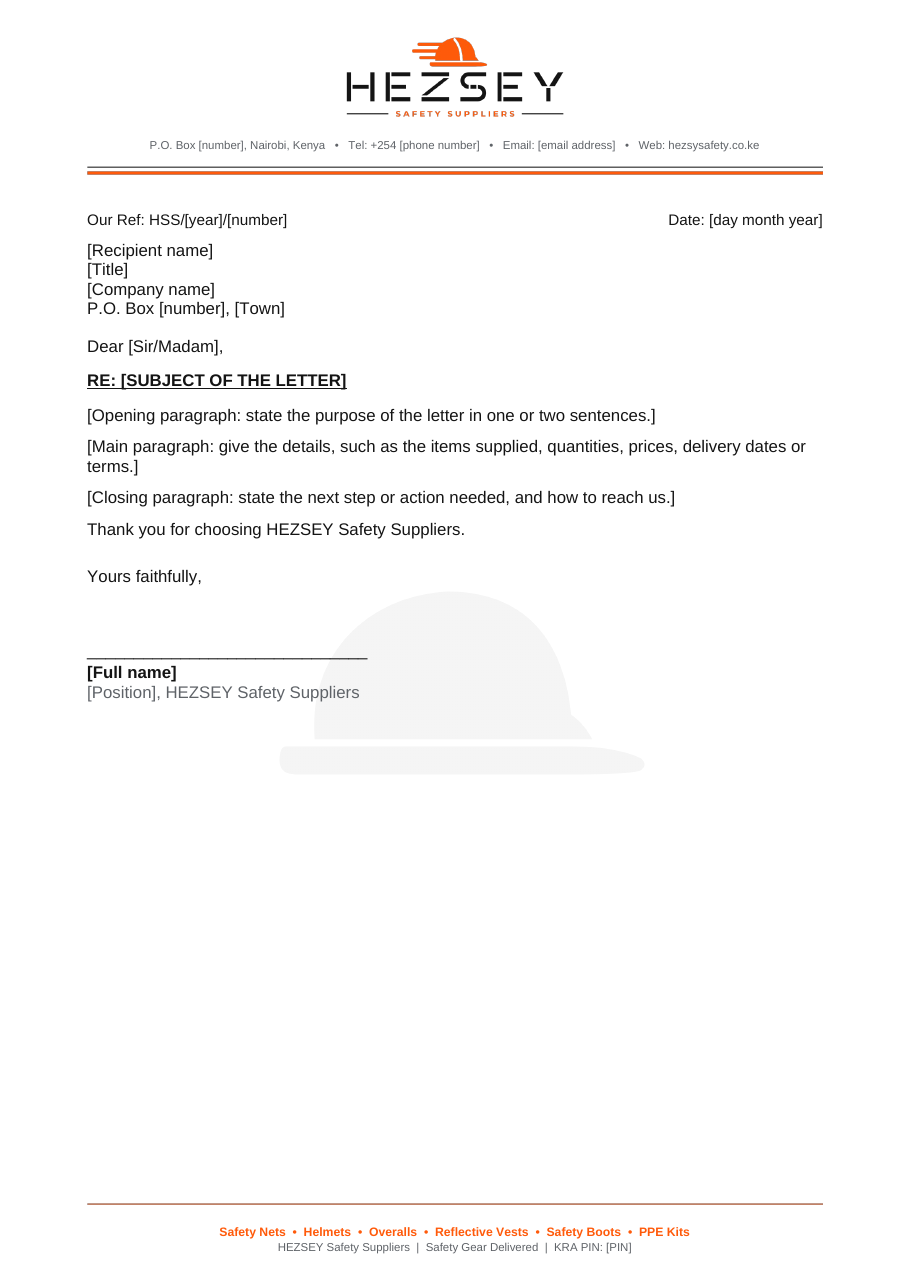 HEZSEY
SAFETY SUPPLIERS
P.O. Box [number], Nairobi, Kenya • Tel: +254 [phone number] • Email: [email address] • Web: hezsysafety.co.ke
Our Ref: HSS/[year]/[number] Date: [day month year]
[Recipient name]
[Title]
[Company name]
P.O. Box [number], [Town]
Dear [Sir/Madam],
RE: [SUBJECT OF THE LETTER]
[Opening paragraph: state the purpose of the letter in one or two sentences.]
[Main paragraph: give the details, such as the items supplied, quantities, prices, delivery dates or
terms.]
[Closing paragraph: state the next step or action needed, and how to reach us.]
Thank you for choosing HEZSEY Safety Suppliers.
Yours faithfully,
______________________________
[Full name]
[Position], HEZSEY Safety Suppliers
Safety Nets • Helmets • Overalls • Reflective Vests • Safety Boots • PPE Kits
HEZSEY Safety Suppliers | Safety Gear Delivered | KRA PIN: [PIN]